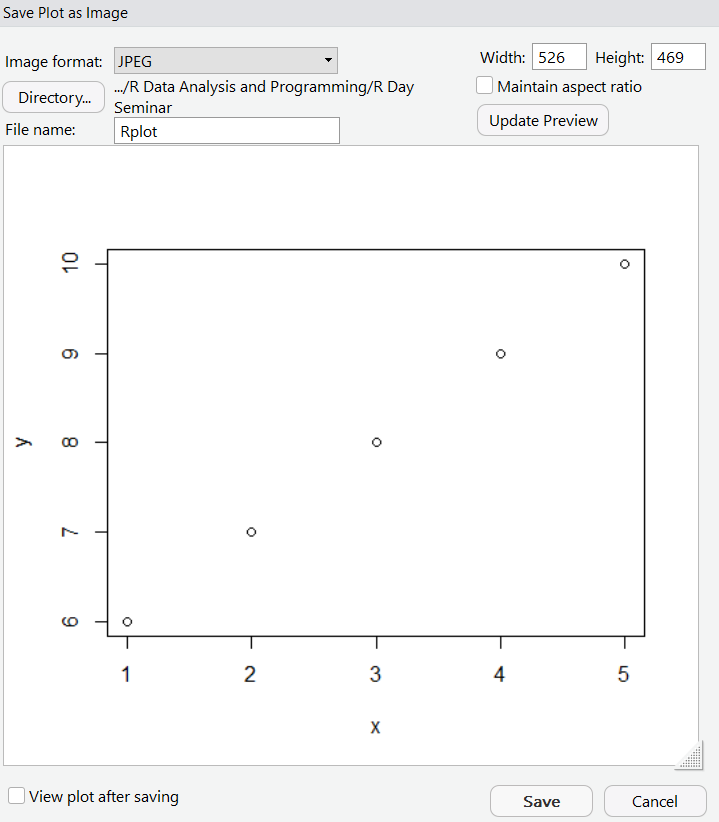 Save Plot as Image
Image format: JPEG Width: 526 Height: 469
Directory... .../R Data Analysis and Programming/R Day Maintain aspect ratio
Seminar
File name: Rplot Update Preview
10
9
8
y
7
6
1 2 3 4 5
x
View plot after saving Save Cancel